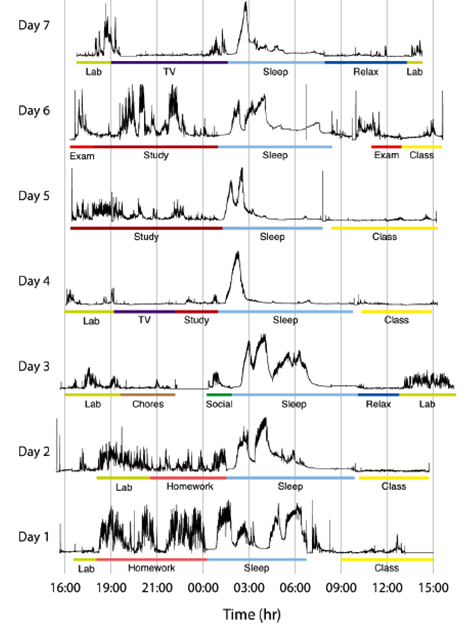 Day 7
Lab TV Sleep Relax Lab
Day 6
Exam Study Sleep Exam Class
Day 5
Study Sleep Class
Day 4
Lab TV Study Sleep Class
Day 3
Lab Chores Social Sleep Relax Lab
Day 2
Lab Homework Sleep Class
Day 1
Lab Homework Sleep Class
16:00 19:00 21:00 00:00 03:00 06:00 09:00 12:00 15:00
Time (hr)